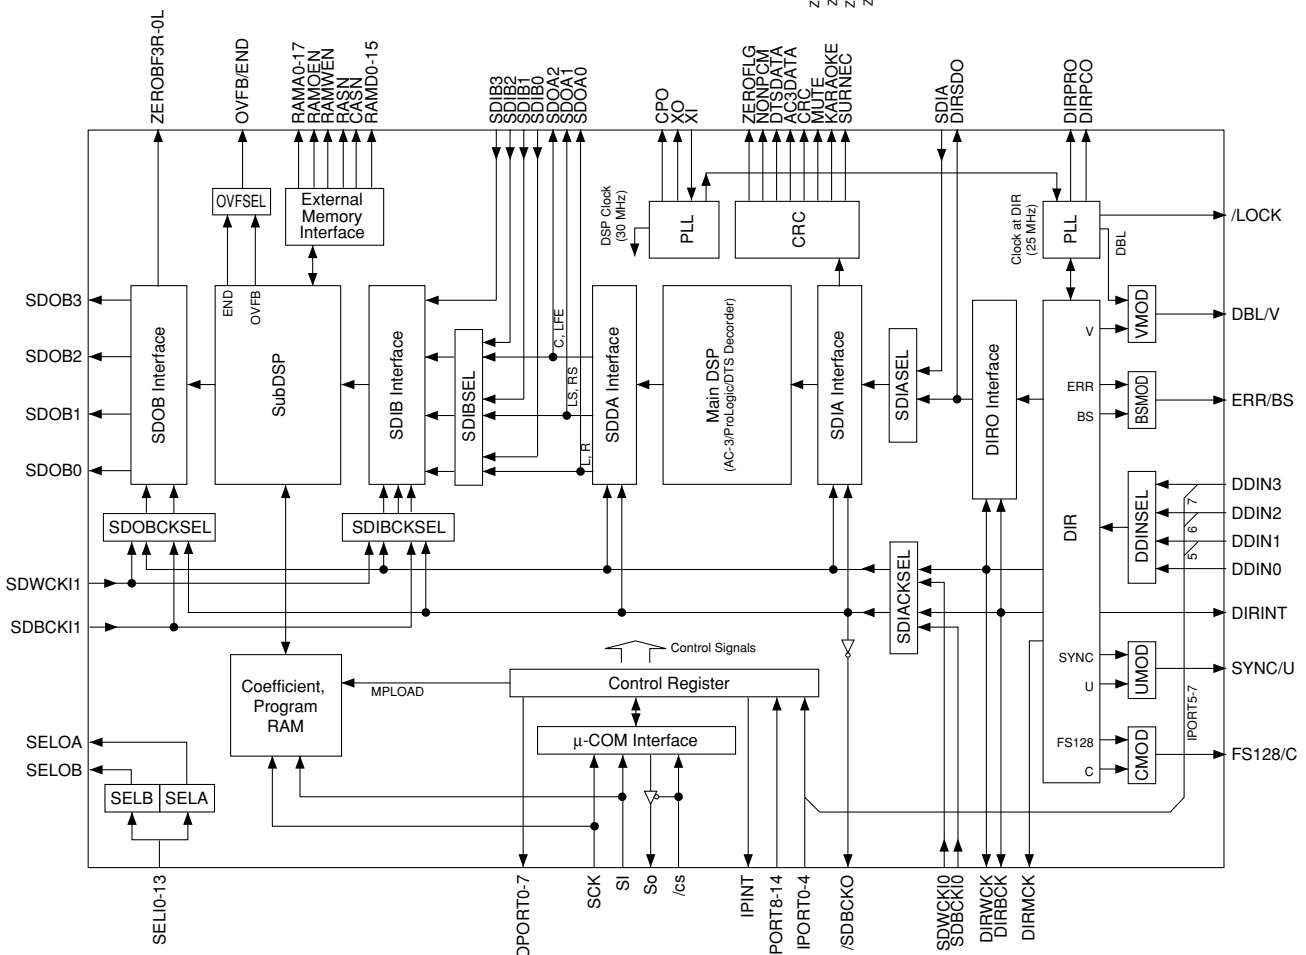 ZEROBF3R-0L
OVFB/END
RAMA0-17
RAMOEN
RAMWEN
RASN
CASN
RAMD0-15
SDIB3
SDIB2
SDIB1
SDIB0
SDOA2
SDOA1
SDOA0
CPO
XO
XI
ZEROFLG
NONPCM
DTSDATA
AC3DATA
CRC
MUTE
KARAOKE
SURNEC
SDIA
DIRSDO
DIRPRO
DIRPCO
OVFSEL
External
Memory
Interface
DSP Clock
(30 MHz)
PLL
CRC
Clock at DIR
(25 MHz)
PLL
DBL
/LOCK
SDOB3
SDOB2
SDOB1
SDOB0
SDOB Interface
END
OVFB
SubDSP
SDIB Interface
SDIBSEL
C, LFE
LS, RS
L, R
SDDA Interface
Main DSP
(AC-3/ProLogic/DTS Decorder)
SDIA Interface
SDIASEL
DIRO Interface
DIR
V
VMOD
DBL/V
ERR
BS
BSMOD
ERR/BS
DDINSEL
7
6
5
DDIN3
DDIN2
DDIN1
DDIN0
SDOBCKSEL
SDIBCKSEL
SDIACKSEL
SDWCKI1
SDBCKI1
DIRINT
Control Signals
Coefficient,
Program
RAM
MPLOAD
Control Register
µ-COM Interface
SYNC
U
UMOD
SYNC/U
IPORT5-7
FS128
C
CMOD
FS128/C
SELOA
SELOB
SELB
SELA
SELI0-13
OPORT0-7
SCK
SI
So
/cs
IPINT
PORT8-14
IPORT0-4
/SDBCKO
SDWCKI0
SDBCKI0
DIRWCK
DIRBCK
DIRMCK